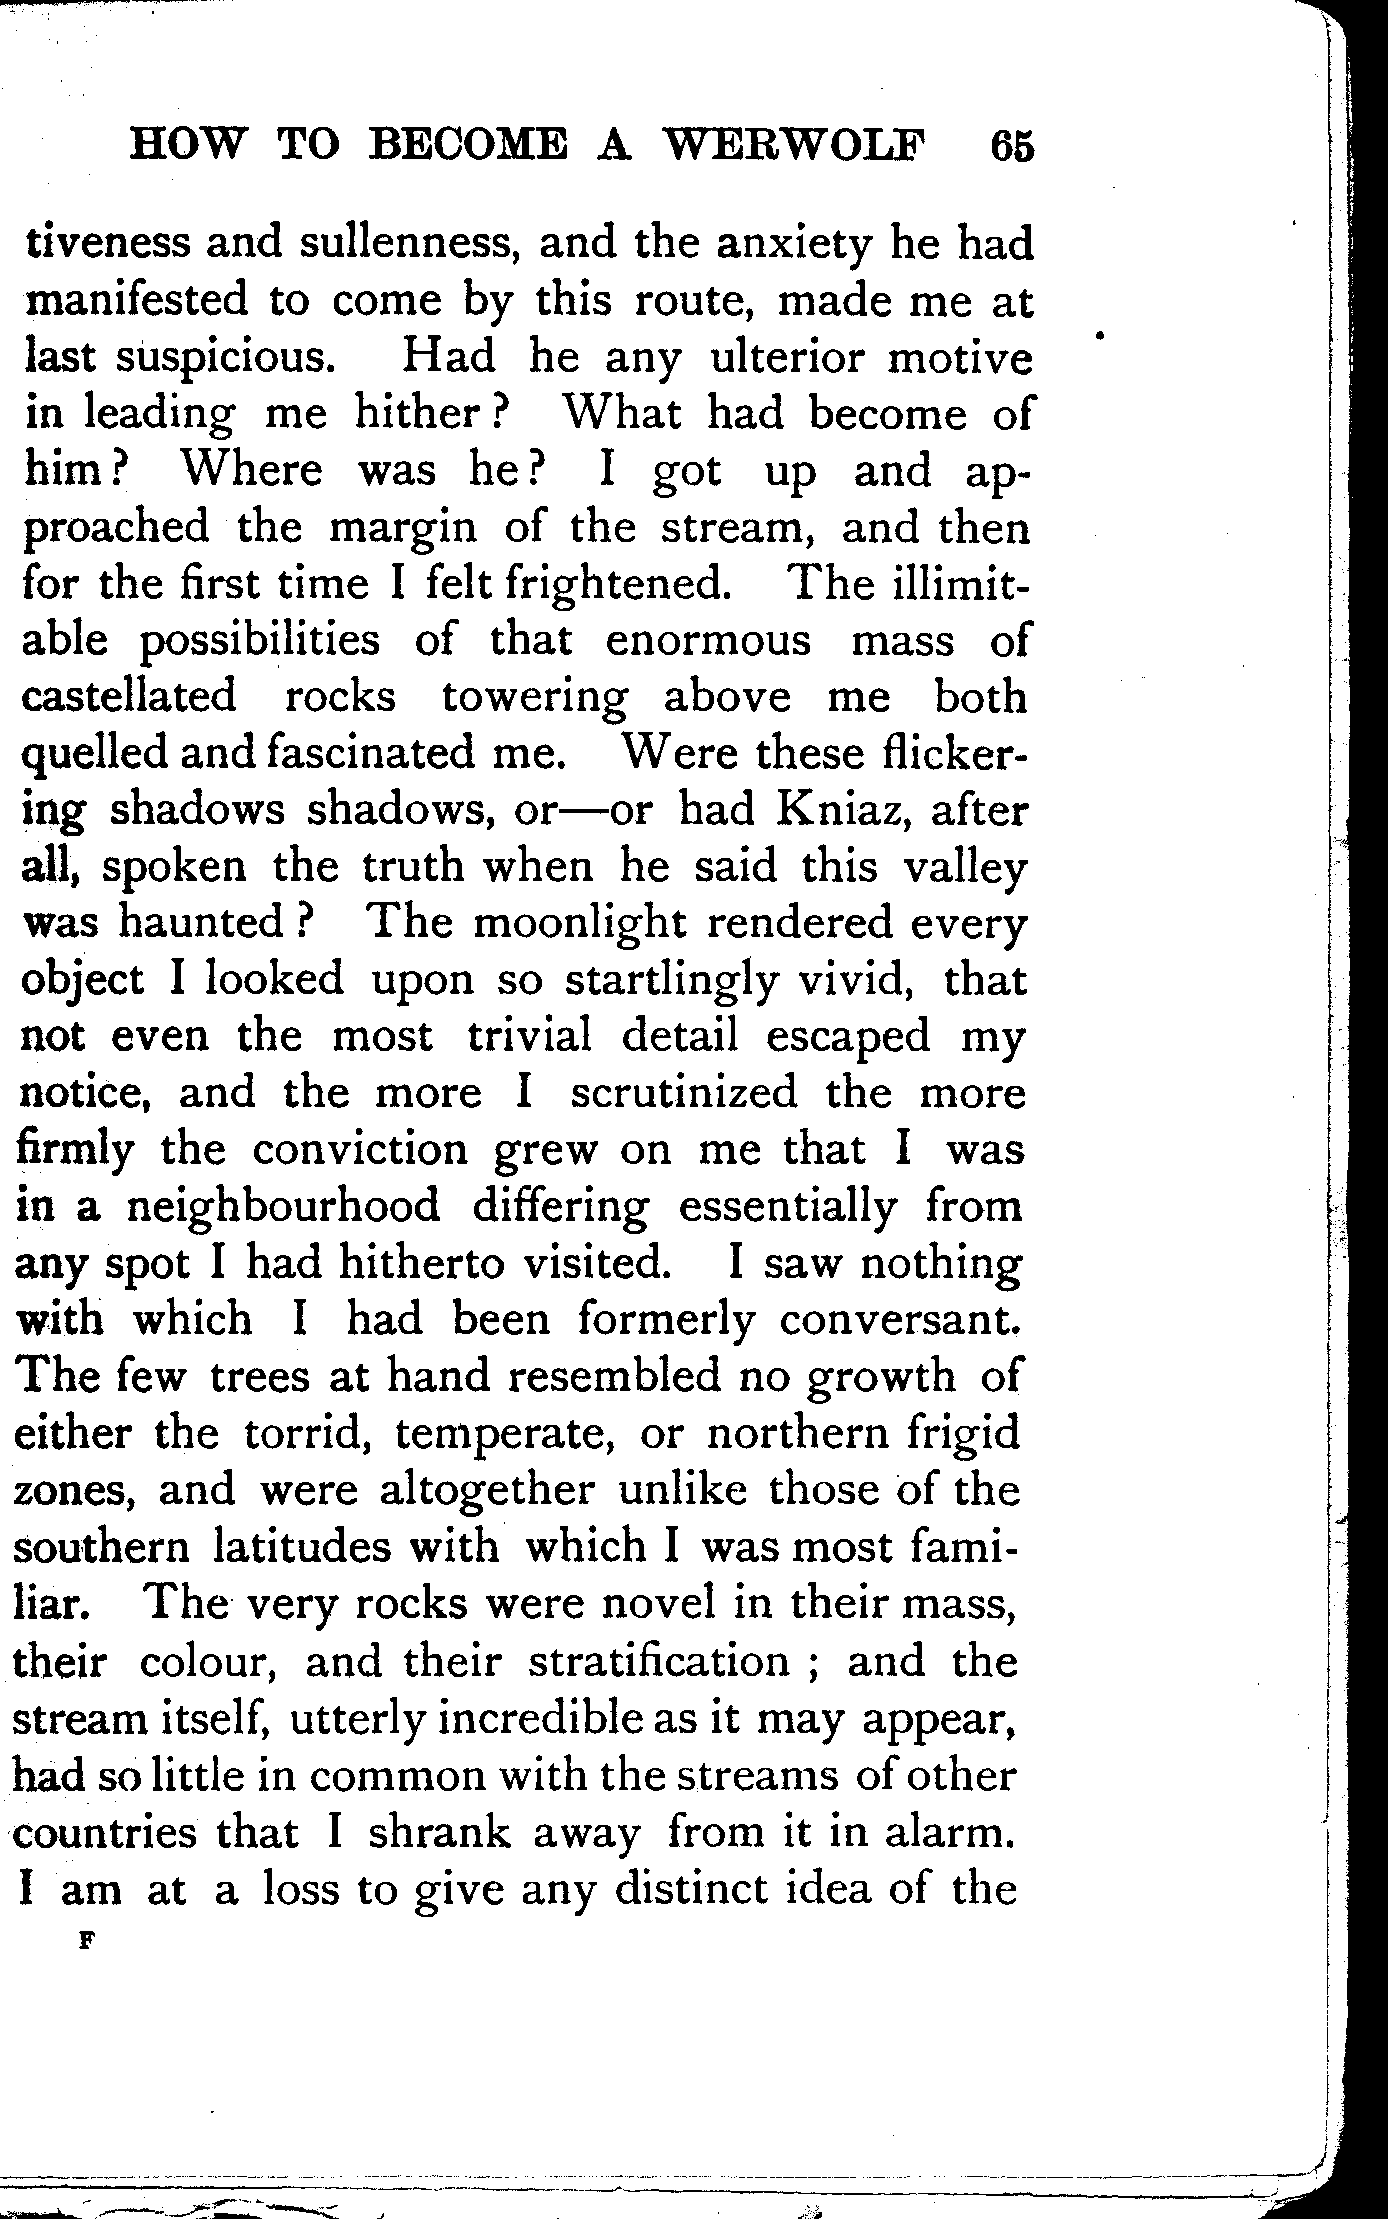 HOW TO BECOME A WERWOLF 65
tiveness and sullenness, and the anxiety he had
manifested to come by this route, made me at
last suspicious. Had he any ulterior motive
in leading me hither? What had become of
him? Where was he? I got up and ap-
proached the margin of the stream, and then
for the first time I felt frightened. The illimit-
able possibilities of that enormous mass of
castellated rocks towering above me both
quelled and fascinated me. Were these flicker-
ing shadows shadows, or—or had Kniaz, after
all, spoken the truth when he said this valley
was haunted? The moonlight rendered every
object I looked upon so startlingly vivid, that
not even the most trivial detail escaped my
notice, and the more I scrutinized the more
firmly the conviction grew on me that I was
in a neighbourhood differing essentially from
any spot I had hitherto visited. I saw nothing
with which I had been formerly conversant.
The few trees at hand resembled no growth of
either the torrid, temperate, or northern frigid
zones, and were altogether unlike those of the
southern latitudes with which I was most fami-
liar. The very rocks were novel in their mass,
their colour, and their stratification; and the
stream itself, utterly incredible as it may appear,
had so little in common with the streams of other
countries that I shrank away from it in alarm.
I am at a loss to give any distinct idea of the
F